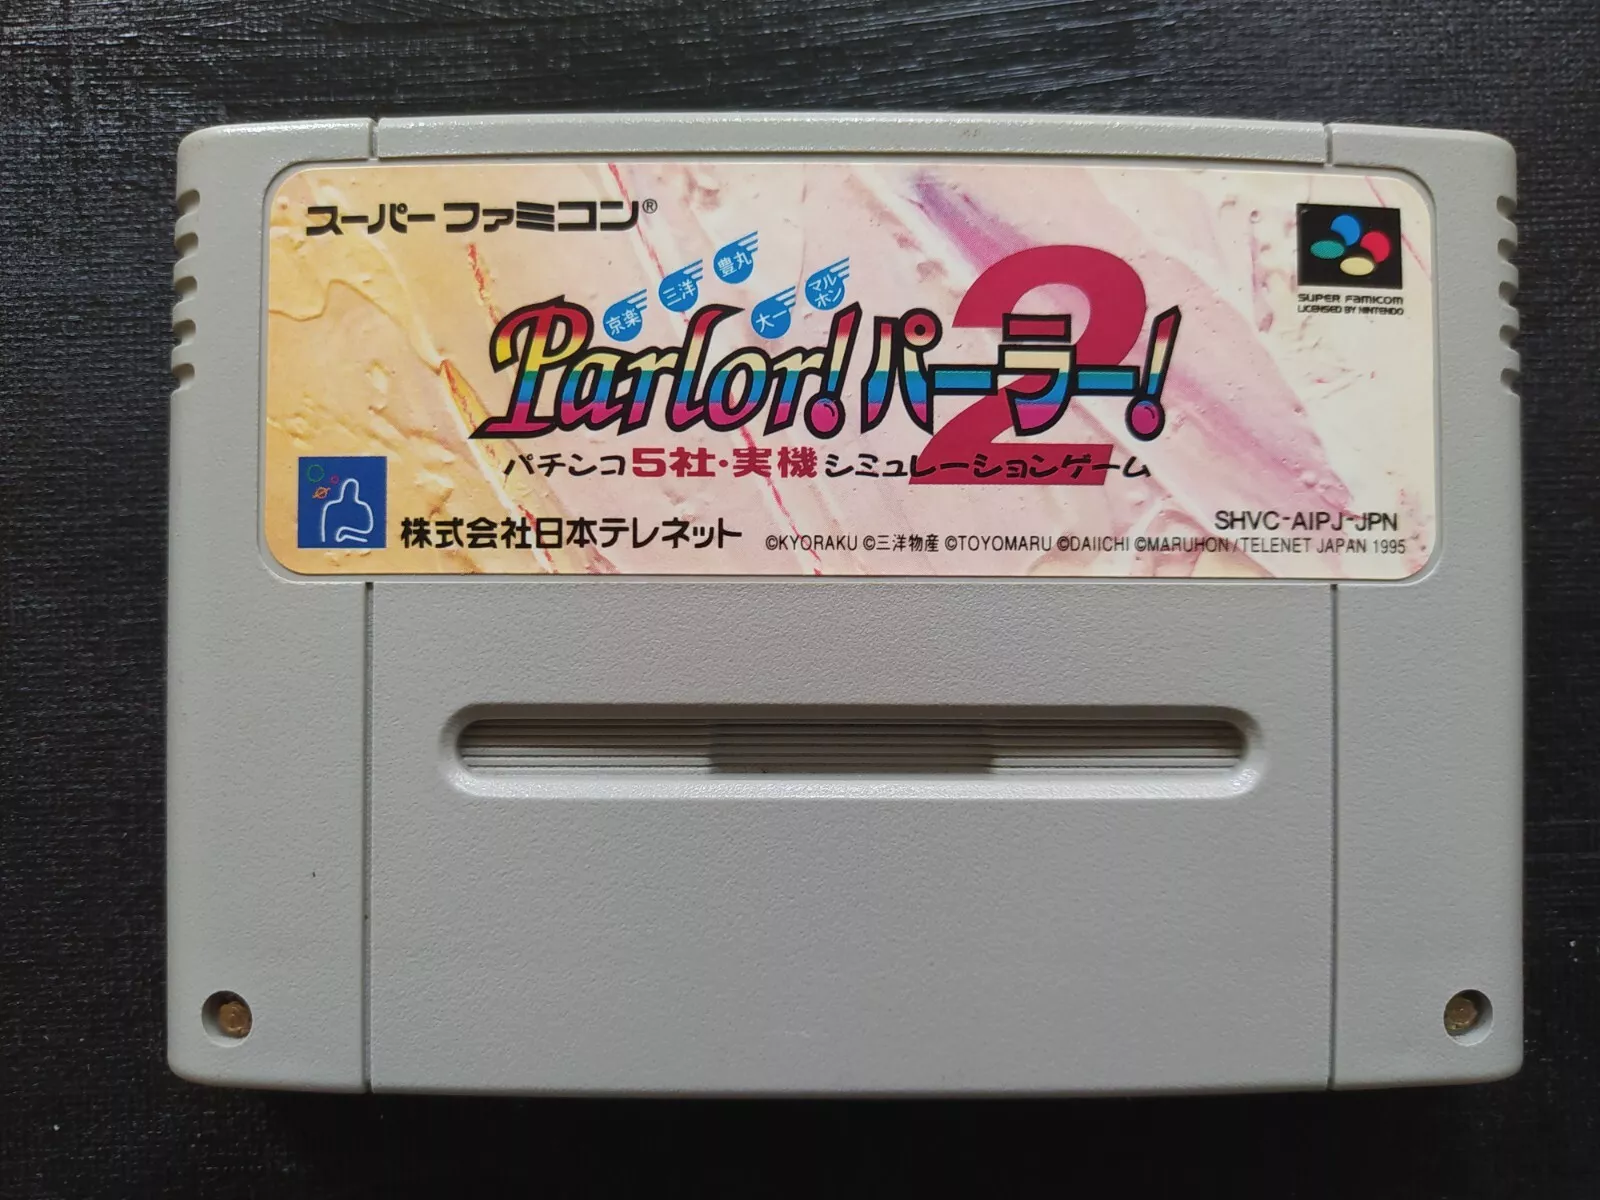 スーパーファミコン®
京楽 三洋 豊丸 大一 マルホン
Parlor!パーラー!2
パチンコ5社・実機シミュレーションゲーム
SUPER FAMICOM
LICENSED BY NINTENDO
SHVC-AIPJ-JPN
株式会社日本テレネット
©KYORAKU ©三洋物産 ©TOYOMARU ©DAIICHI ©MARUHON/TELENET JAPAN 1995